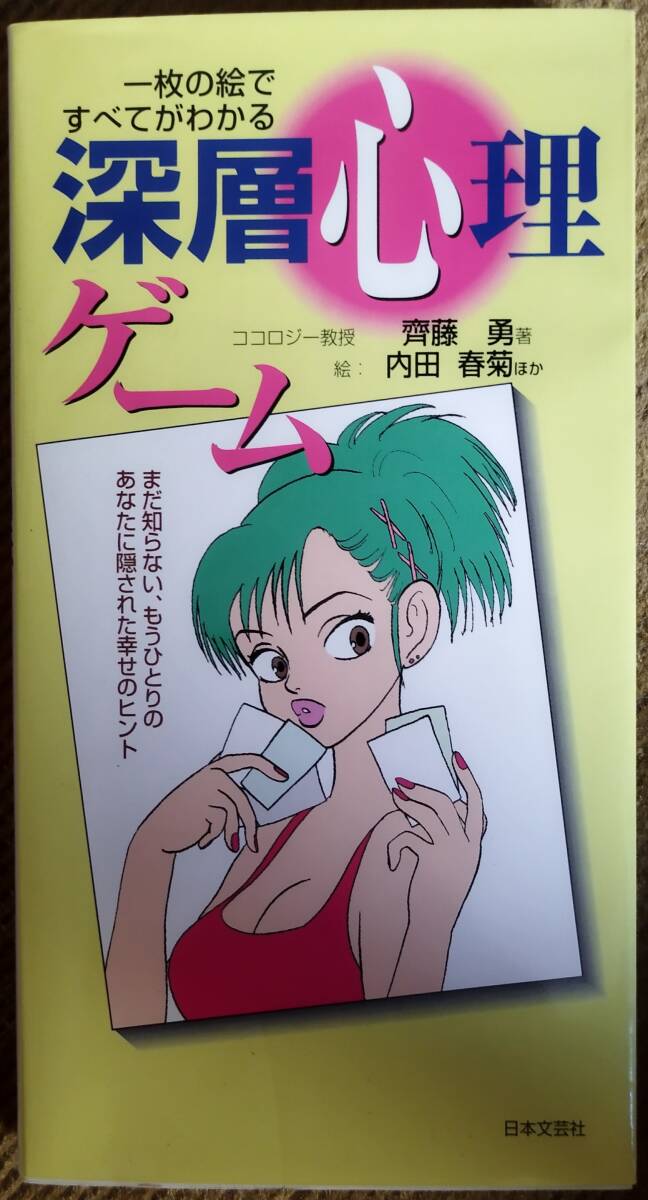 一枚の絵で
すべてがわかる
深層心理
ゲーム
ココロジー教授 齊藤 勇著
絵： 内田 春菊ほか
まだ知らない、もうひとりの
あなたに隠された幸せのヒント
日本文芸社